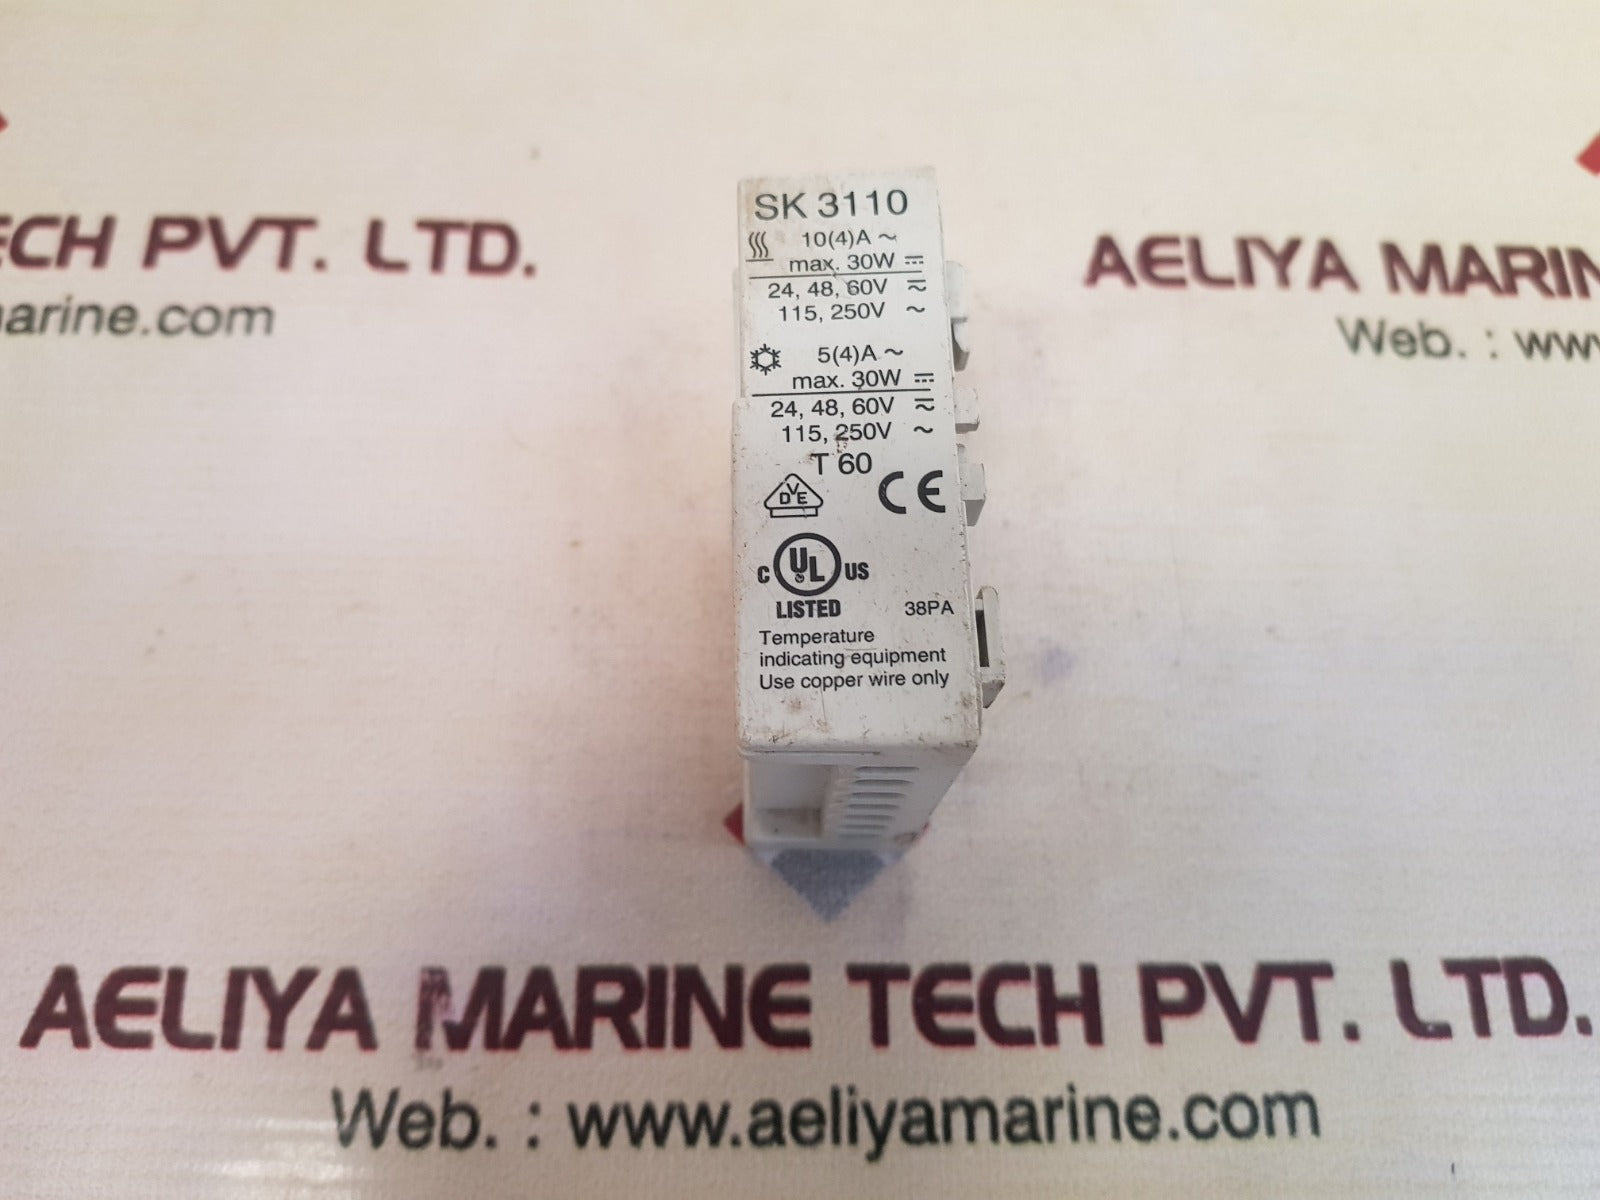 SK 3110
10(4)A ~
max. 30W ⎓
24, 48, 60V ⏦
115, 250V ~
5(4)A ~
max. 30W ⎓
24, 48, 60V ⏦
115, 250V ~
T 60
DVE
CE
C UL US
LISTED
38PA
Temperature
indicating equipment
Use copper wire only
ECH PVT. LTD.
arine.com
AELIYA MARIN
Web. : www
AELIYA MARINE TECH PVT. LTD.
Web. : www.aeliyamarine.com